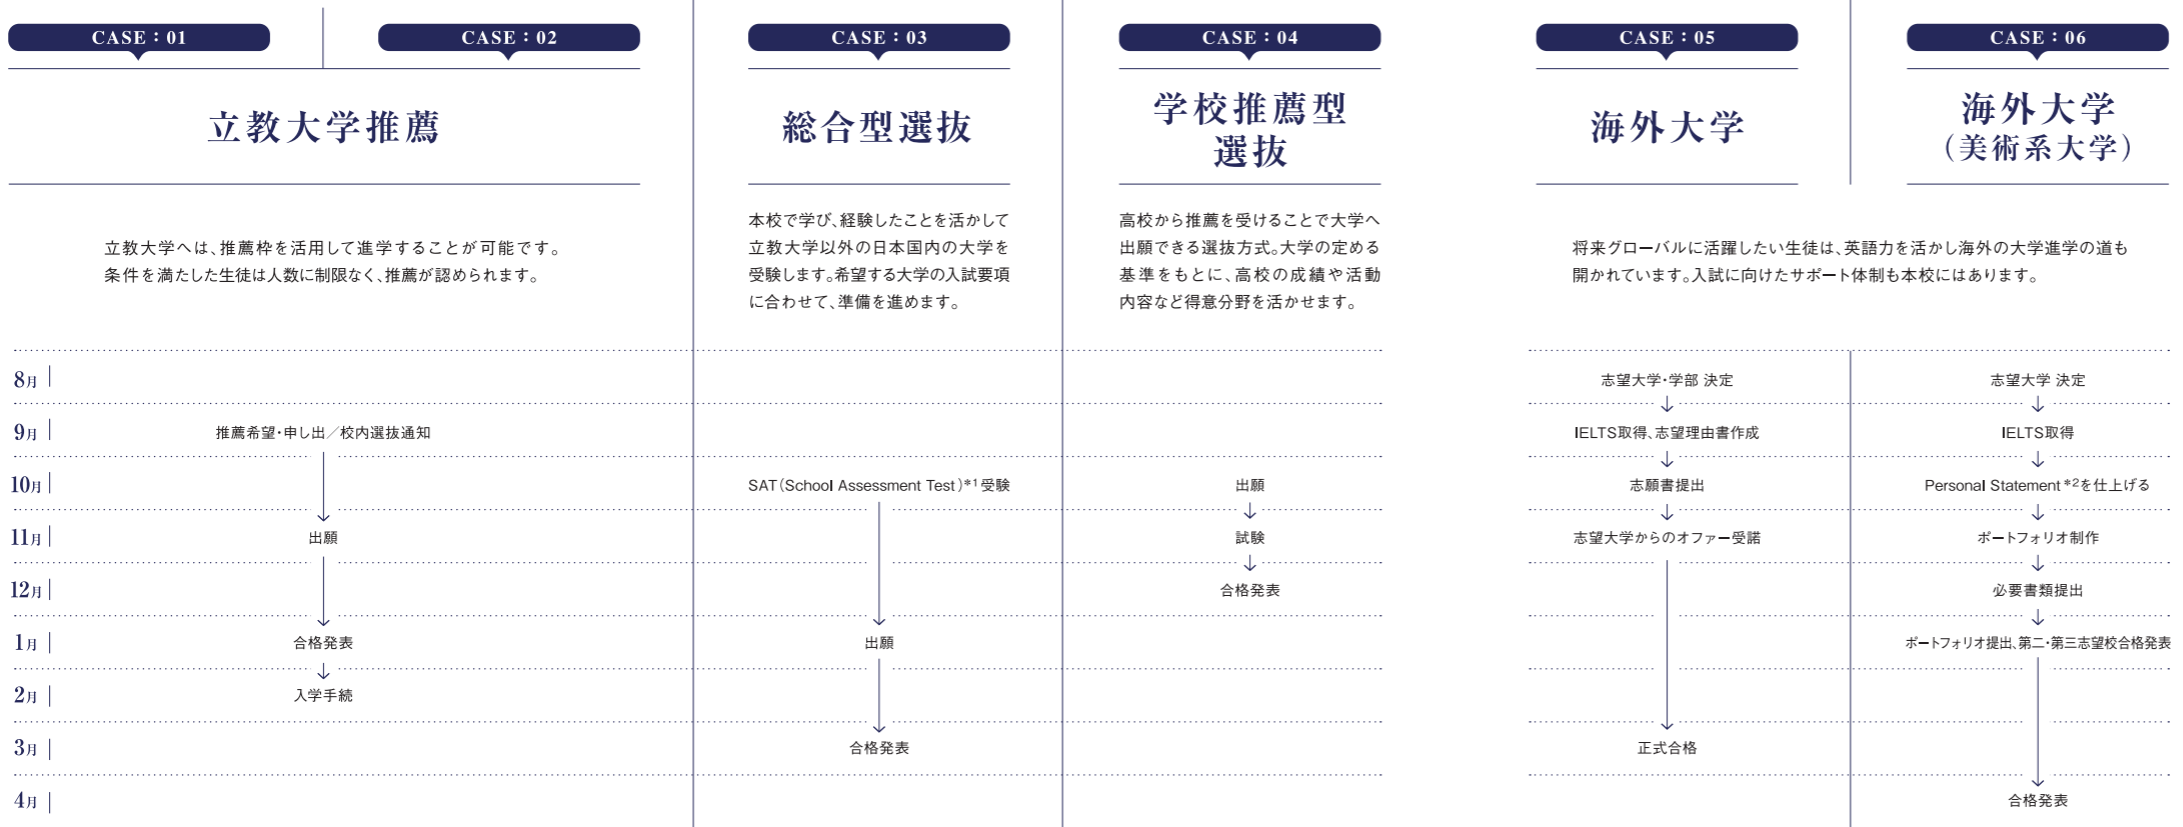 CASE：01
CASE：02
立教大学推薦
立教大学へは、推薦枠を活用して進学することが可能です。
条件を満たした生徒は人数に制限なく、推薦が認められます。
CASE：03
総合型選抜
本校で学び、経験したことを活かして
立教大学以外の日本国内の大学を
受験します。希望する大学の入試要項
に合わせて、準備を進めます。
CASE：04
学校推薦型
選抜
高校から推薦を受けることで大学へ
出願できる選抜方式。大学の定める
基準をもとに、高校の成績や活動
内容など得意分野を活かせます。
CASE：05
海外大学
CASE：06
海外大学
（美術系大学）
将来グローバルに活躍したい生徒は、英語力を活かし海外の大学進学の道も
開かれています。入試に向けたサポート体制も本校にはあります。
8月
志望大学・学部 決定
志望大学 決定
9月
推薦希望・申し出／校内選抜通知
IELTS取得、志望理由書作成
IELTS取得
10月
SAT（School Assessment Test）*1受験
出願
志願書提出
Personal Statement*2を仕上げる
11月
出願
試験
志望大学からのオファー受諾
ポートフォリオ制作
12月
合格発表
必要書類提出
1月
合格発表
出願
ポートフォリオ提出、第二・第三志望校合格発表
2月
入学手続
3月
合格発表
正式合格
4月
合格発表